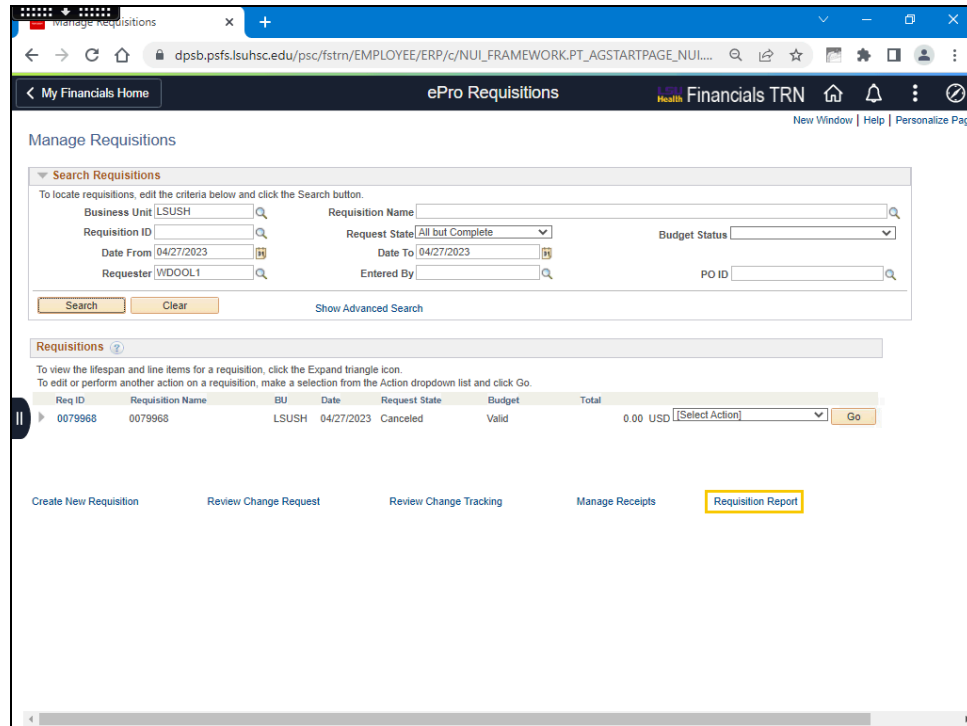 Manage Requisitions
dpsb.psfs.lsuhsc.edu/psc/fstrn/EMPLOYEE/ERP/c/NUI_FRAMEWORK.PT_AGSTARTPAGE_NUI....
My Financials Home ePro Requisitions LSU Health Financials TRN
New Window | Help | Personalize Pag
Manage Requisitions
Search Requisitions
To locate requisitions, edit the criteria below and click the Search button.
Business Unit LSUSH Requisition Name
Requisition ID Request State All but Complete Budget Status
Date From 04/27/2023 Date To 04/27/2023
Requester WDOOL1 Entered By PO ID
Search Clear Show Advanced Search
Requisitions ?
To view the lifespan and line items for a requisition, click the Expand triangle icon.
To edit or perform another action on a requisition, make a selection from the Action dropdown list and click Go.
Req ID Requisition Name BU Date Request State Budget Total
0079968 0079968 LSUSH 04/27/2023 Canceled Valid 0.00 USD [Select Action] Go
Create New Requisition Review Change Request Review Change Tracking Manage Receipts Requisition Report